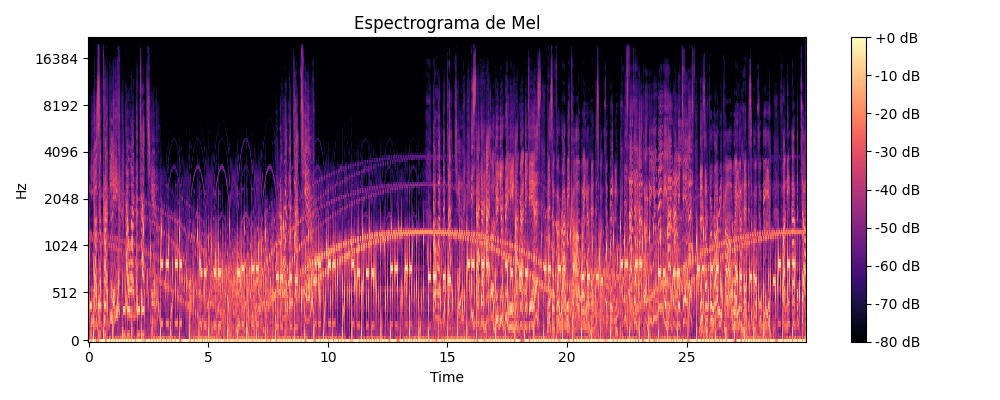 Espectrograma de Mel
Hz
16384
8192
4096
2048
1024
512
0
0 5 10 15 20 25
Time
+0 dB
-10 dB
-20 dB
-30 dB
-40 dB
-50 dB
-60 dB
-70 dB
-80 dB